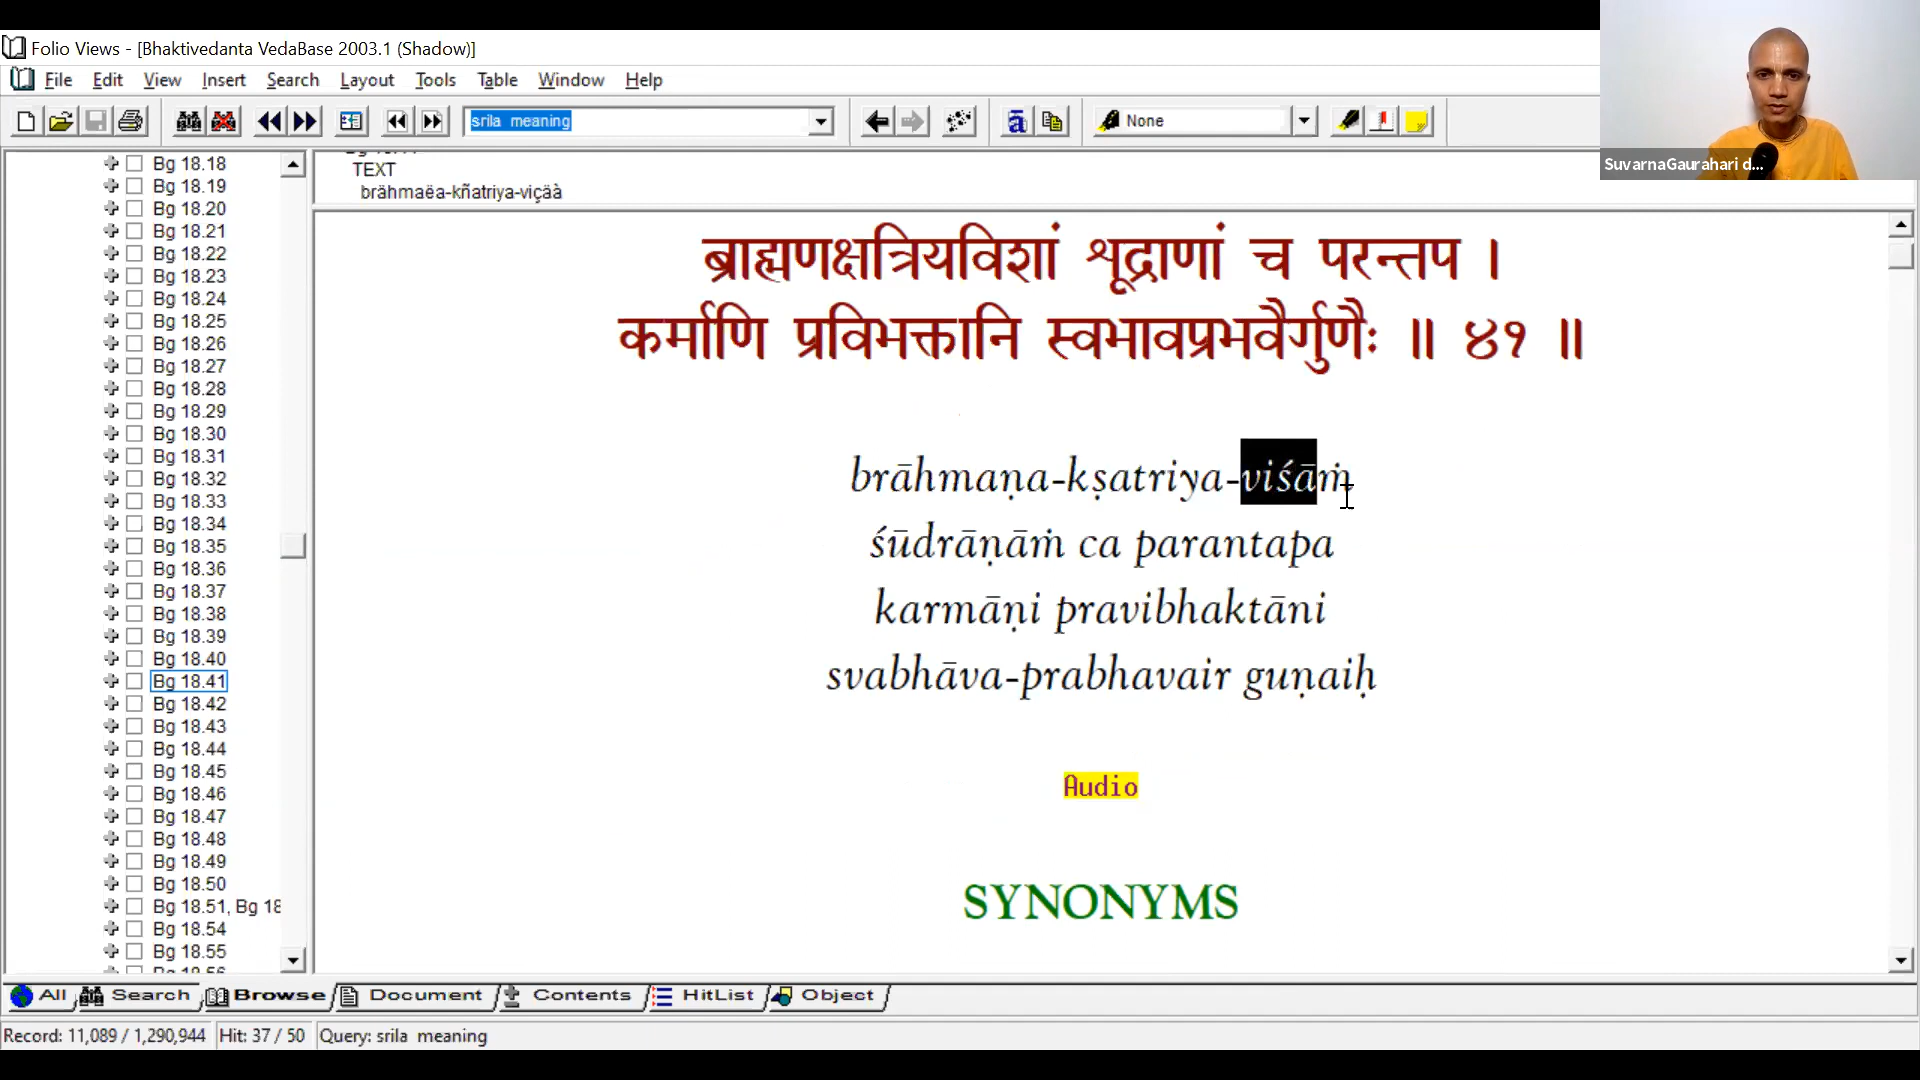 Folio Views - [Bhaktivedanta VedaBase 2003.1 (Shadow)]
File Edit View Insert Search Layout Tools Table Window Help
srila meaning
None
SuvarnaGaurahari d...
Bg 18.18
Bg 18.19
Bg 18.20
Bg 18.21
Bg 18.22
Bg 18.23
Bg 18.24
Bg 18.25
Bg 18.26
Bg 18.27
Bg 18.28
Bg 18.29
Bg 18.30
Bg 18.31
Bg 18.32
Bg 18.33
Bg 18.34
Bg 18.35
Bg 18.36
Bg 18.37
Bg 18.38
Bg 18.39
Bg 18.40
Bg 18.41
Bg 18.42
Bg 18.43
Bg 18.44
Bg 18.45
Bg 18.46
Bg 18.47
Bg 18.48
Bg 18.49
Bg 18.50
Bg 18.51, Bg 18
Bg 18.54
Bg 18.55
TEXT
brähmaëa-kñatriya-viçäà
ब्राह्मणक्षत्रियविशां शूद्राणां च परन्तप ।
कर्माणि प्रविभक्तानि स्वभावप्रभवैर्गुणैः ॥ ४१ ॥
brāhmaṇa-kṣatriya-viśāṁ
śūdrāṇāṁ ca parantapa
karmāṇi pravibhaktāni
svabhāva-prabhavair guṇaiḥ
Audio
SYNONYMS
All Search Browse Document Contents HitList Object
Record: 11,089 / 1,290,944 Hit: 37 / 50 Query: srila meaning